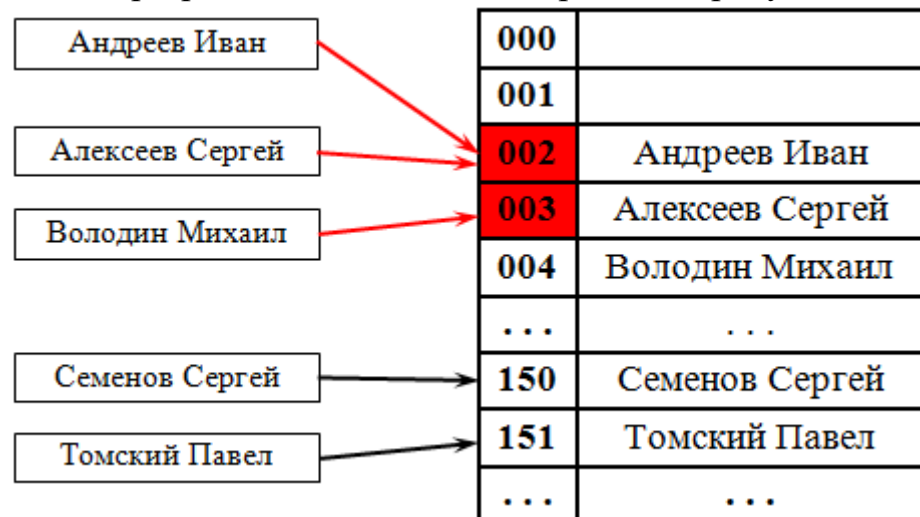 Андреев Иван
Алексеев Сергей
Володин Михаил
Семенов Сергей
Томский Павел
000
001
002 Андреев Иван
003 Алексеев Сергей
004 Володин Михаил
... ...
150 Семенов Сергей
151 Томский Павел
... ...